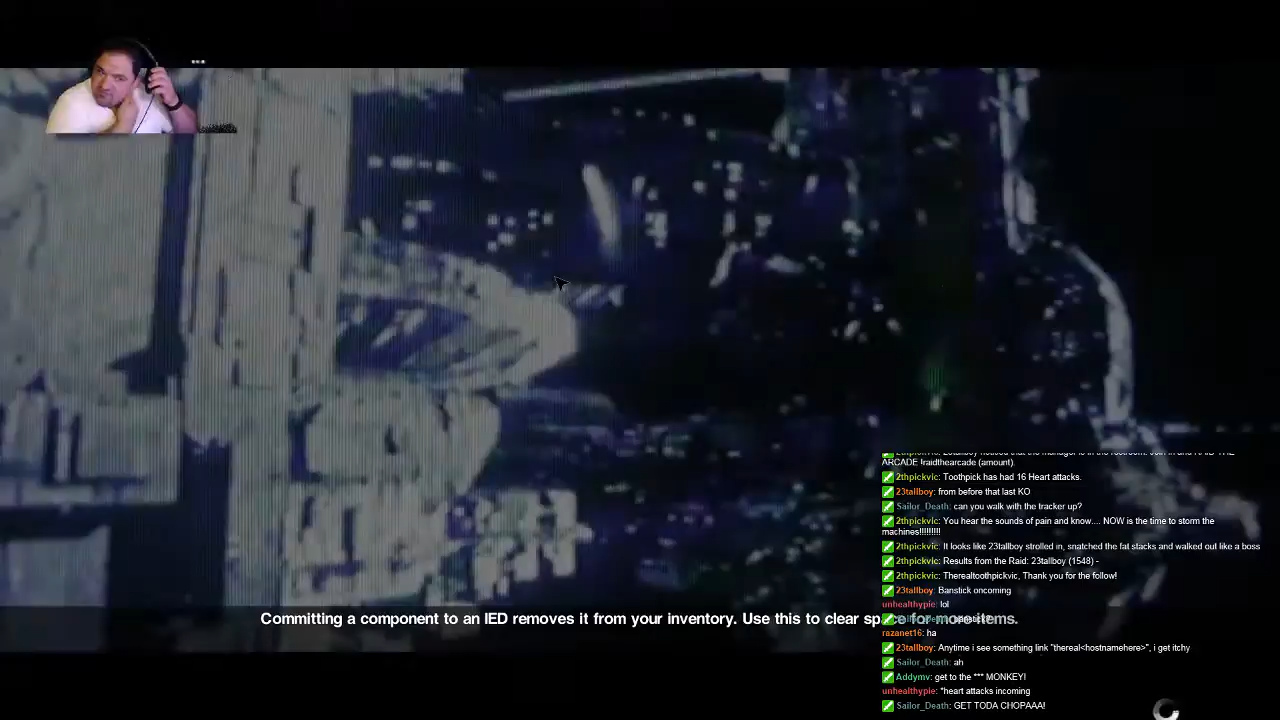 ARCADE !raidthearcade (amount).
2thpickvic: Toothpick has had 16 Heart attacks.
23tallboy: from before that last KO
Sailor_Death: can you walk with the tracker up?
2thpickvic: You hear the sounds of pain and know.... NOW is the time to storm the
machines!!!!!!!!!
2thpickvic: It looks like 23tallboy strolled in, snatched the fat stacks and walked out like a boss
2thpickvic: Results from the Raid: 23tallboy (1548) -
2thpickvic: Therealtoothpickvic, Thank you for the follow!
23tallboy: Banstick oncoming
unhealthypie: lol
Committing a component to an IED removes it from your inventory. Use this to clear space for more items.
razanet16: ha
23tallboy: Anytime i see something link "thereal<hostnamehere>", i get itchy
Sailor_Death: ah
Addymv: get to the *** MONKEY!
unhealthypie: *heart attacks incoming
Sailor_Death: GET TODA CHOPAAA!